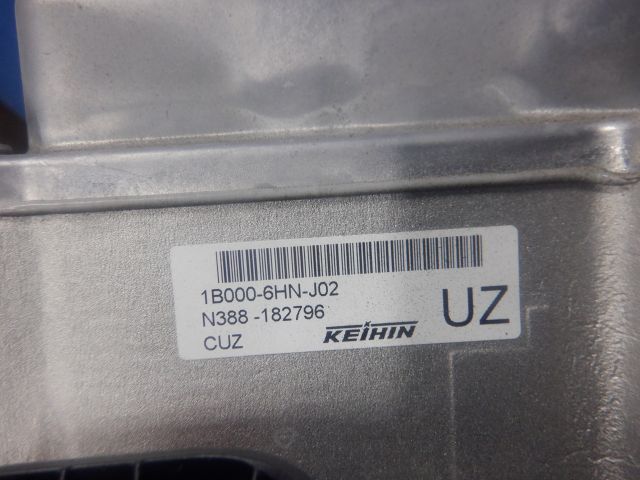 1B000-6HN-J02
N388 -182796
CUZ
KEIHIN
UZ